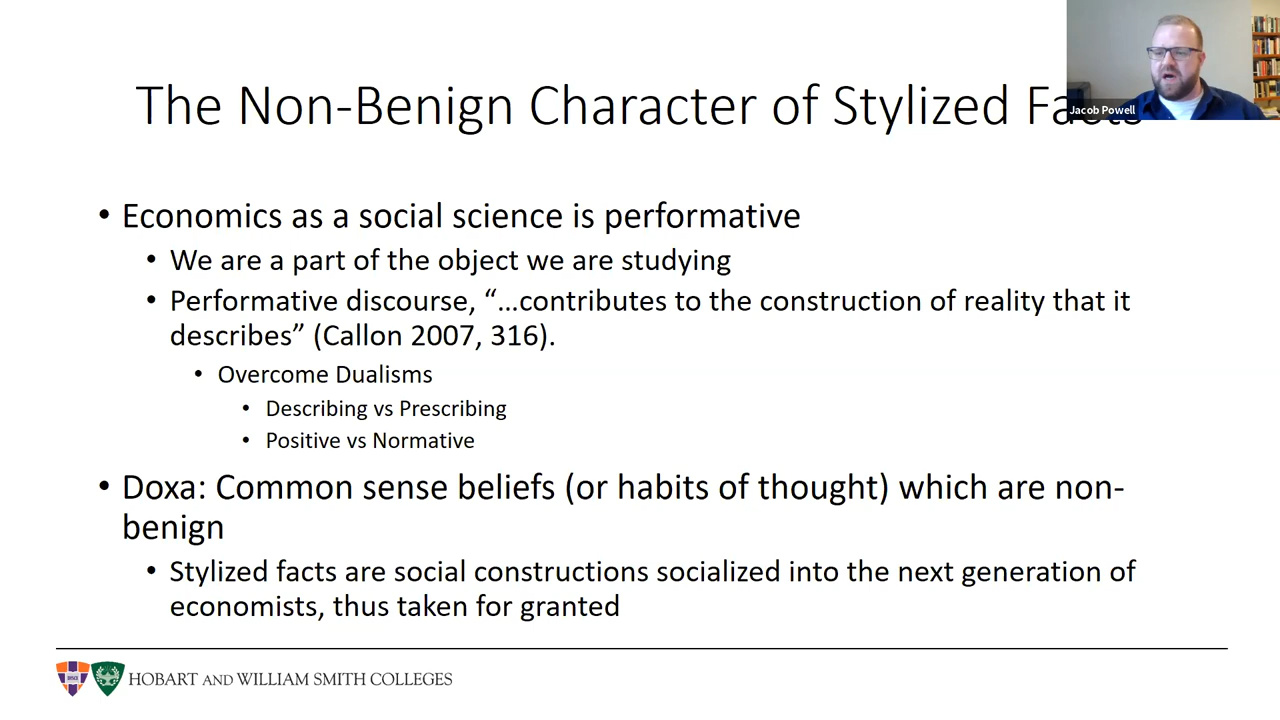 The Non-Benign Character of Stylized Facts
Jacob Powell
• Economics as a social science is performative
• We are a part of the object we are studying
• Performative discourse, “…contributes to the construction of reality that it
describes” (Callon 2007, 316).
• Overcome Dualisms
• Describing vs Prescribing
• Positive vs Normative
• Doxa: Common sense beliefs (or habits of thought) which are non-
benign
• Stylized facts are social constructions socialized into the next generation of
economists, thus taken for granted
HOBART AND WILLIAM SMITH COLLEGES